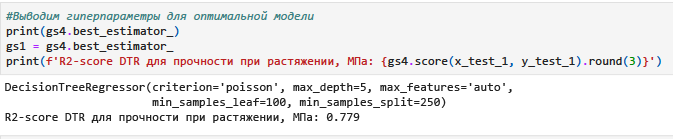 #Выводим гиперпараметры для оптимальной модели
print(gs4.best_estimator_)
gs1 = gs4.best_estimator_
print(f'R2-score DTR для прочности при растяжении, МПа: {gs4.score(x_test_1, y_test_1).round(3)}')
DecisionTreeRegressor(criterion='poisson', max_depth=5, max_features='auto',
min_samples_leaf=100, min_samples_split=250)
R2-score DTR для прочности при растяжении, МПа: 0.779